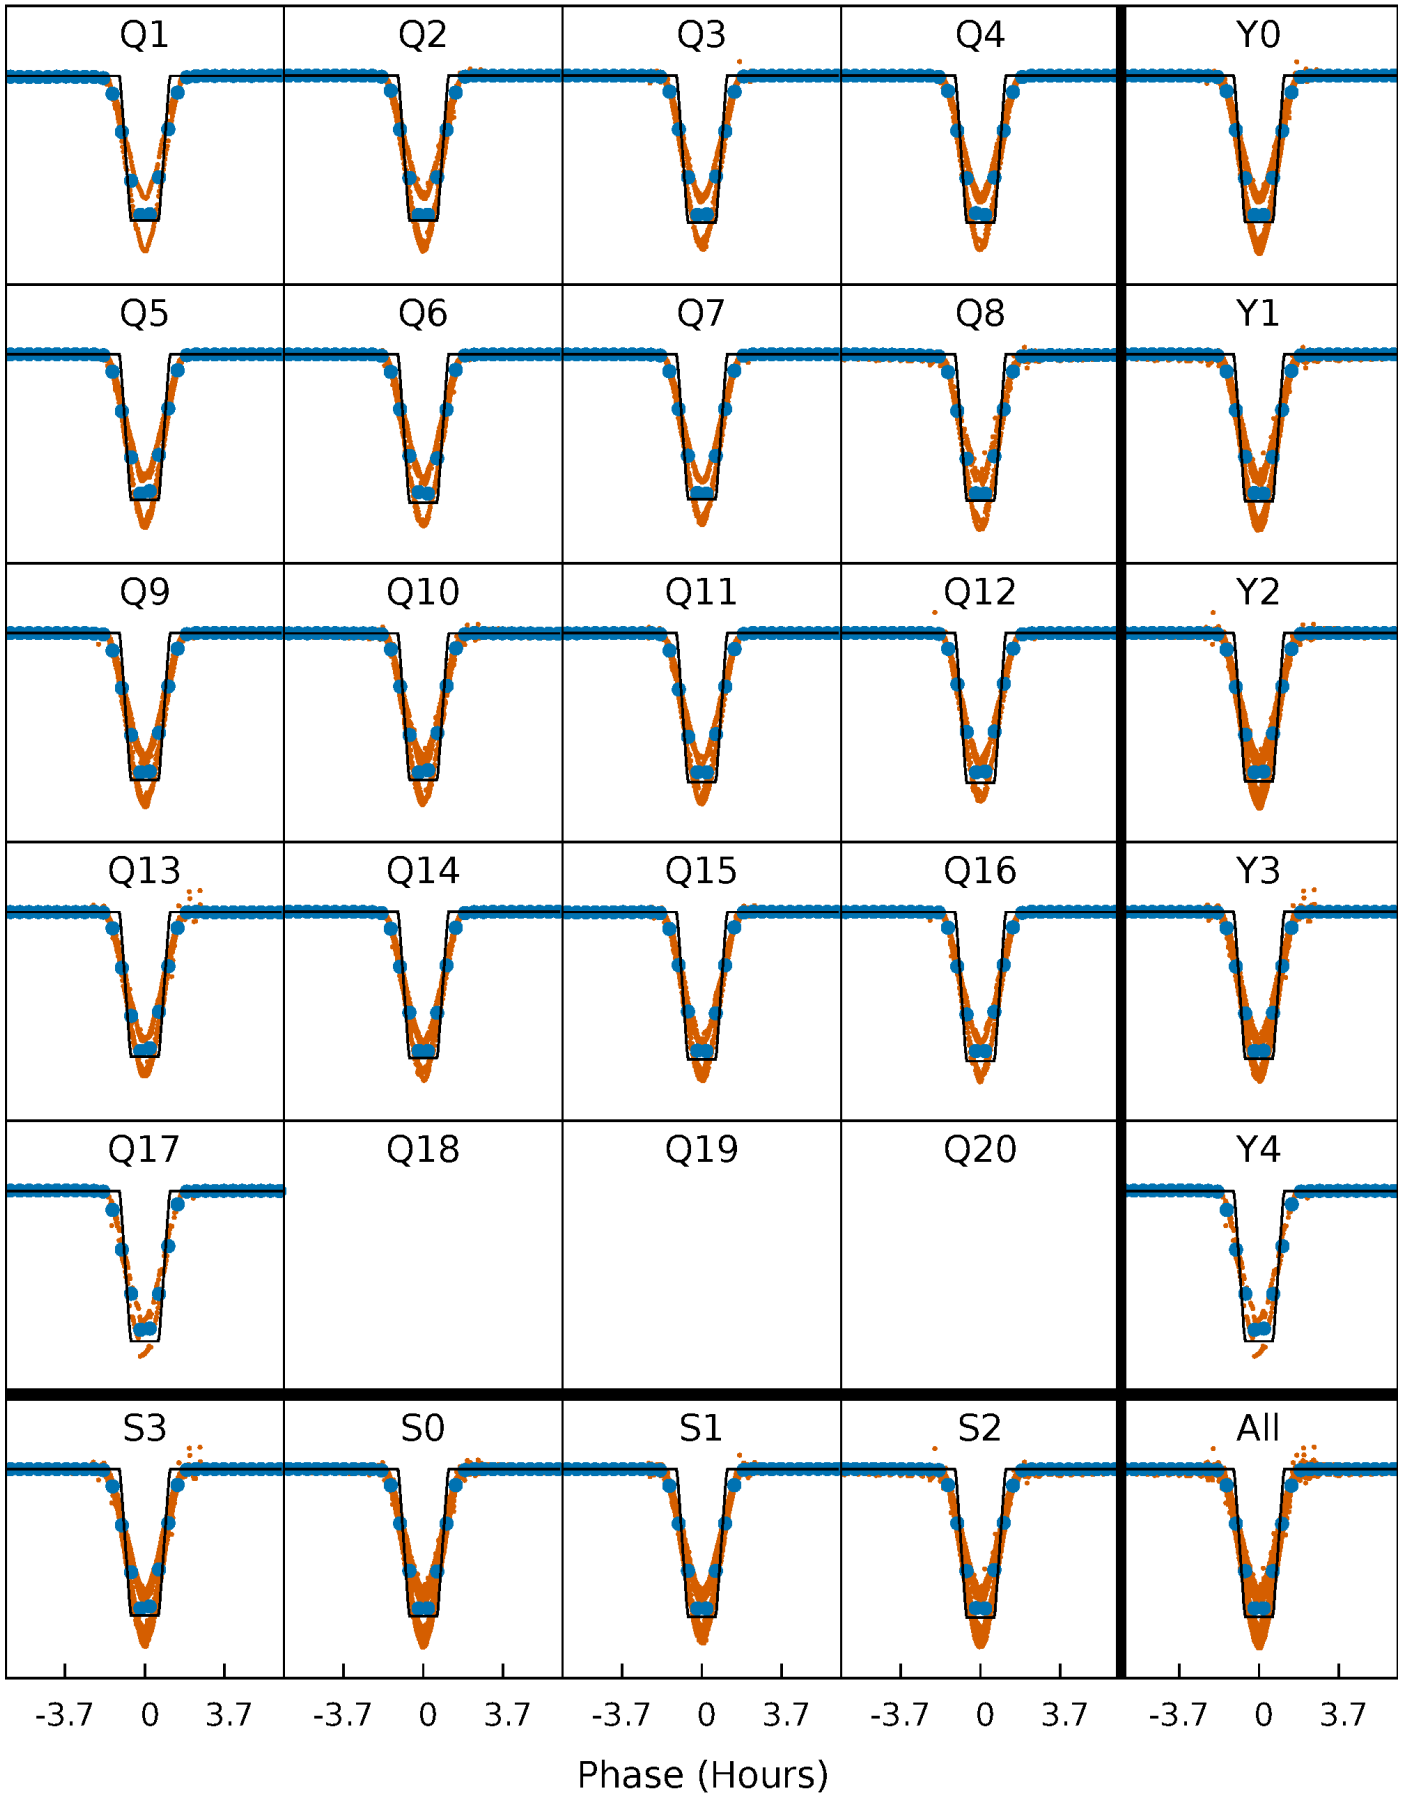 Q1 Q2 Q3 Q4 Y0
Q5 Q6 Q7 Q8 Y1
Q9 Q10 Q11 Q12 Y2
Q13 Q14 Q15 Q16 Y3
Q17 Q18 Q19 Q20 Y4
S3 S0 S1 S2 All
-3.7 0 3.7 -3.7 0 3.7 -3.7 0 3.7 -3.7 0 3.7 -3.7 0 3.7
Phase (Hours)